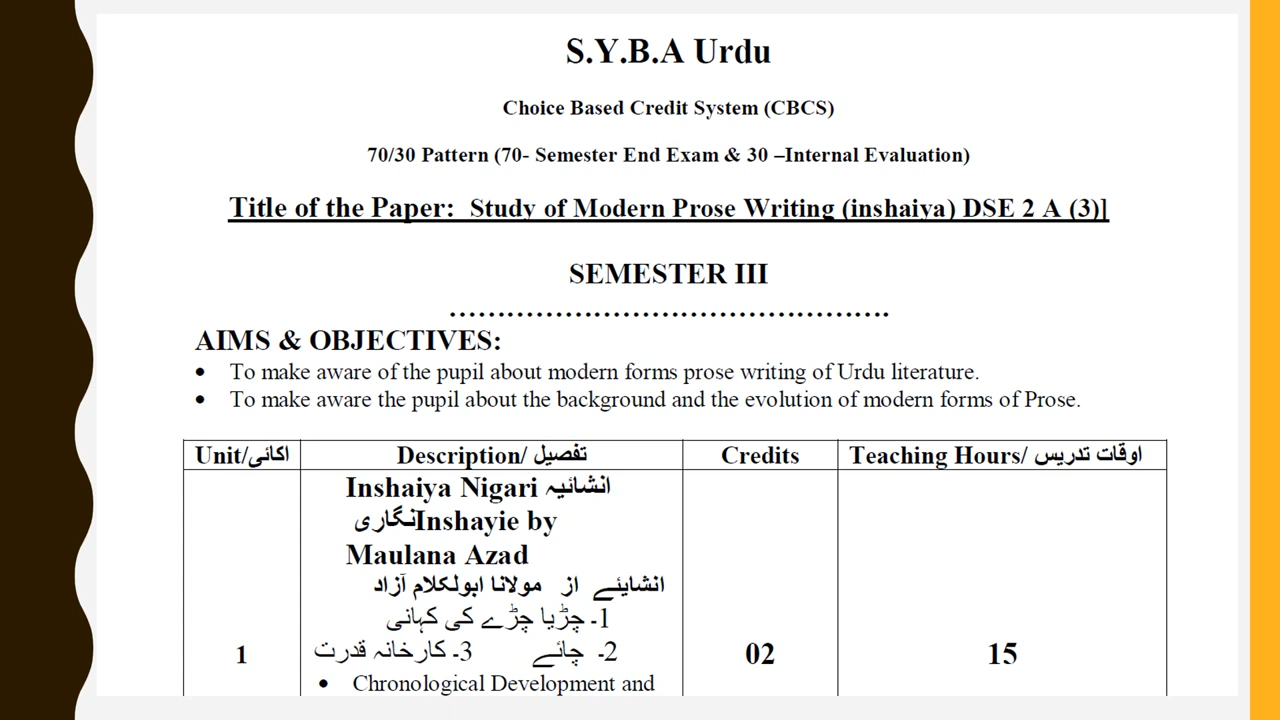 S.Y.B.A Urdu
Choice Based Credit System (CBCS)
70/30 Pattern (70- Semester End Exam & 30 –Internal Evaluation)
Title of the Paper: Study of Modern Prose Writing (inshaiya) DSE 2 A (3)]
SEMESTER III
……………………………………….
AIMS & OBJECTIVES:
• To make aware of the pupil about modern forms prose writing of Urdu literature.
• To make aware the pupil about the background and the evolution of modern forms of Prose.
Unit/اکائی
Description/ تفصیل
Credits
Teaching Hours/ اوقات تدریس
1
Inshaiya Nigari انشائیہ
نگاری Inshayie by
Maulana Azad
انشایئے از مولانا ابولکلام آزاد
1۔ چڑیا چڑے کی کہانی
2۔ چائے 3۔ کارخانہ قدرت
• Chronological Development and
02
15